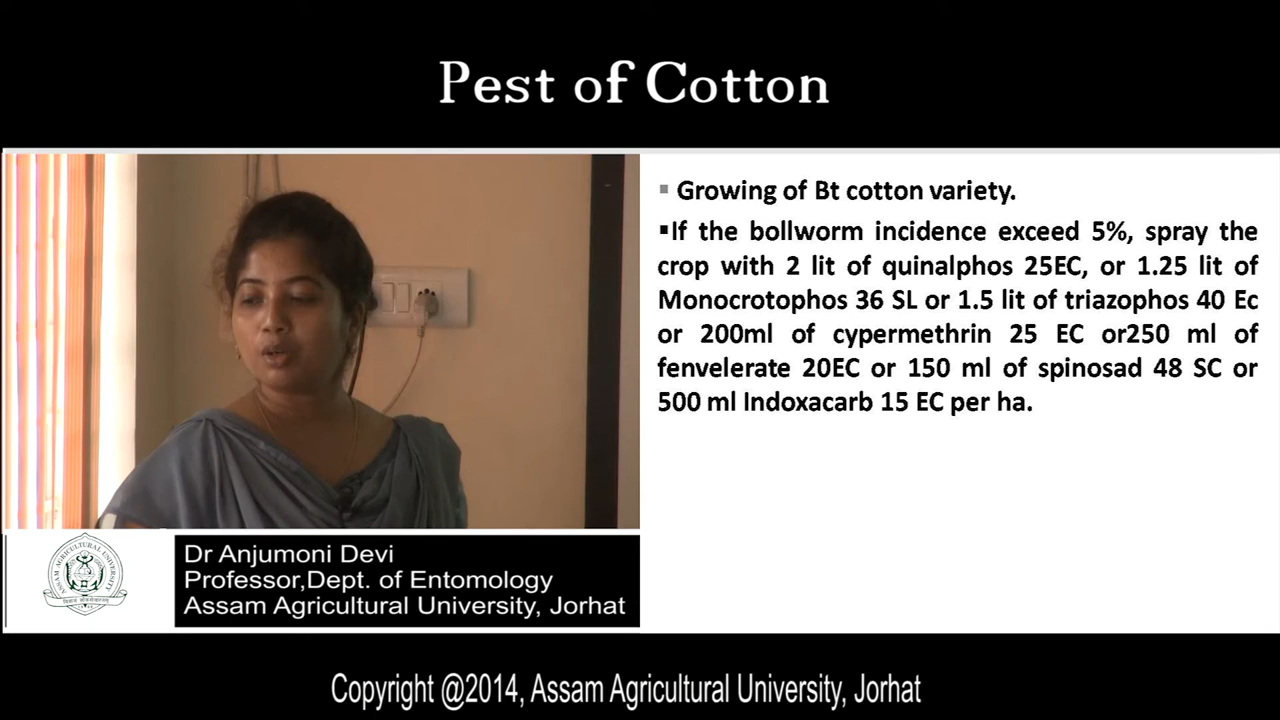 Pest of Cotton
▪ Growing of Bt cotton variety.
▪If the bollworm incidence exceed 5%, spray the
crop with 2 lit of quinalphos 25EC, or 1.25 lit of
Monocrotophos 36 SL or 1.5 lit of triazophos 40 Ec
or 200ml of cypermethrin 25 EC or250 ml of
fenvelerate 20EC or 150 ml of spinosad 48 SC or
500 ml Indoxacarb 15 EC per ha.
ASSAM AGRICULTURAL UNIVERSITY
Dr Anjumoni Devi
Professor,Dept. of Entomology
Assam Agricultural University, Jorhat
Copyright @2014, Assam Agricultural University, Jorhat